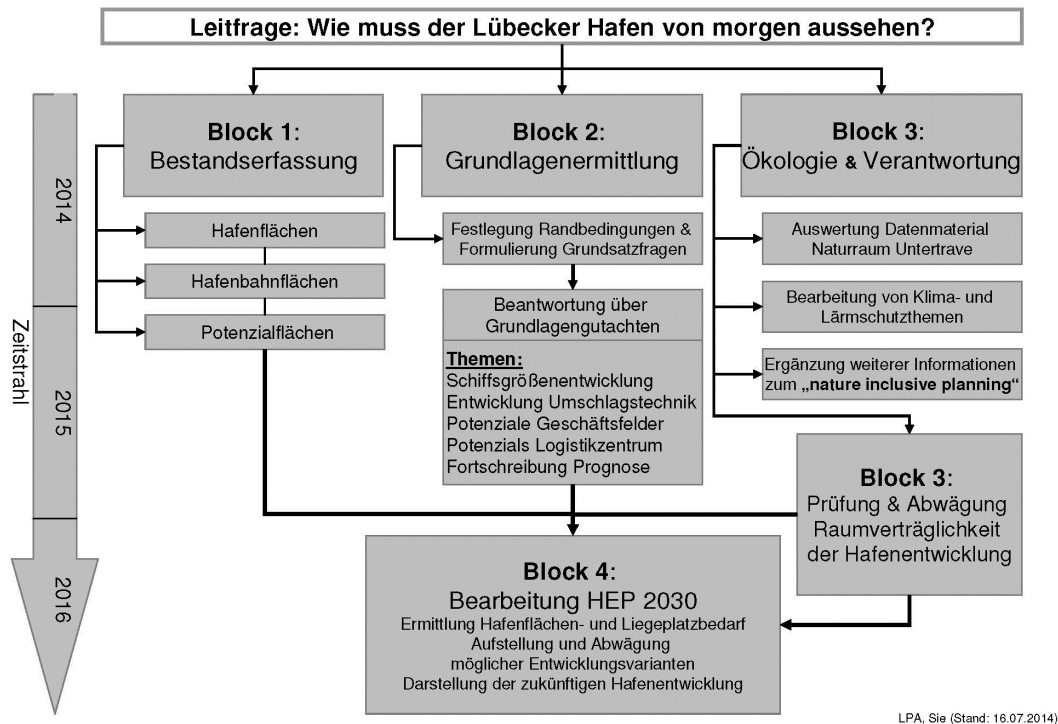 Leitfrage: Wie muss der Lübecker Hafen von morgen aussehen?
Zeitstrahl
2014
2015
2016
Block 1:
Bestandserfassung
Hafenflächen
Hafenbahnflächen
Potenzialflächen
Block 2:
Grundlagenermittlung
Festlegung Randbedingungen &
Formulierung Grundsatzfragen
Beantwortung über
Grundlagengutachten
Themen:
Schiffsgrößenentwicklung
Entwicklung Umschlagstechnik
Potenziale Geschäftsfelder
Potenzials Logistikzentrum
Fortschreibung Prognose
Block 3:
Ökologie & Verantwortung
Auswertung Datenmaterial
Naturraum Untertrave
Bearbeitung von Klima- und
Lärmschutzthemen
Ergänzung weiterer Informationen
zum „nature inclusive planning“
Block 3:
Prüfung & Abwägung
Raumverträglichkeit
der Hafenentwicklung
Block 4:
Bearbeitung HEP 2030
Ermittlung Hafenflächen- und Liegeplatzbedarf
Aufstellung und Abwägung
möglicher Entwicklungsvarianten
Darstellung der zukünftigen Hafenentwicklung
LPA, Sie (Stand: 16.07.2014)